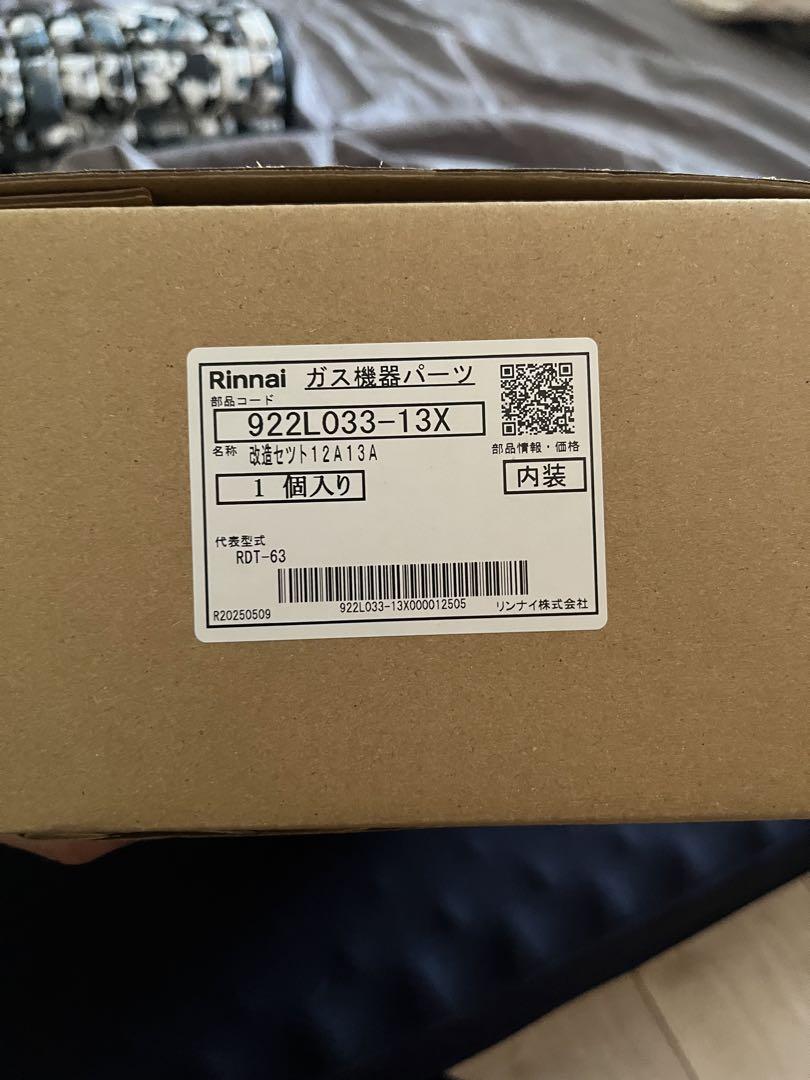 Rinnai ガス機器パーツ
部品コード
922L033-13X
名称 改造セツト12A13A
部品情報・価格
1 個入り
内装
代表型式
RDT-63
922L033-13X000012505
R20250509
リンナイ株式会社